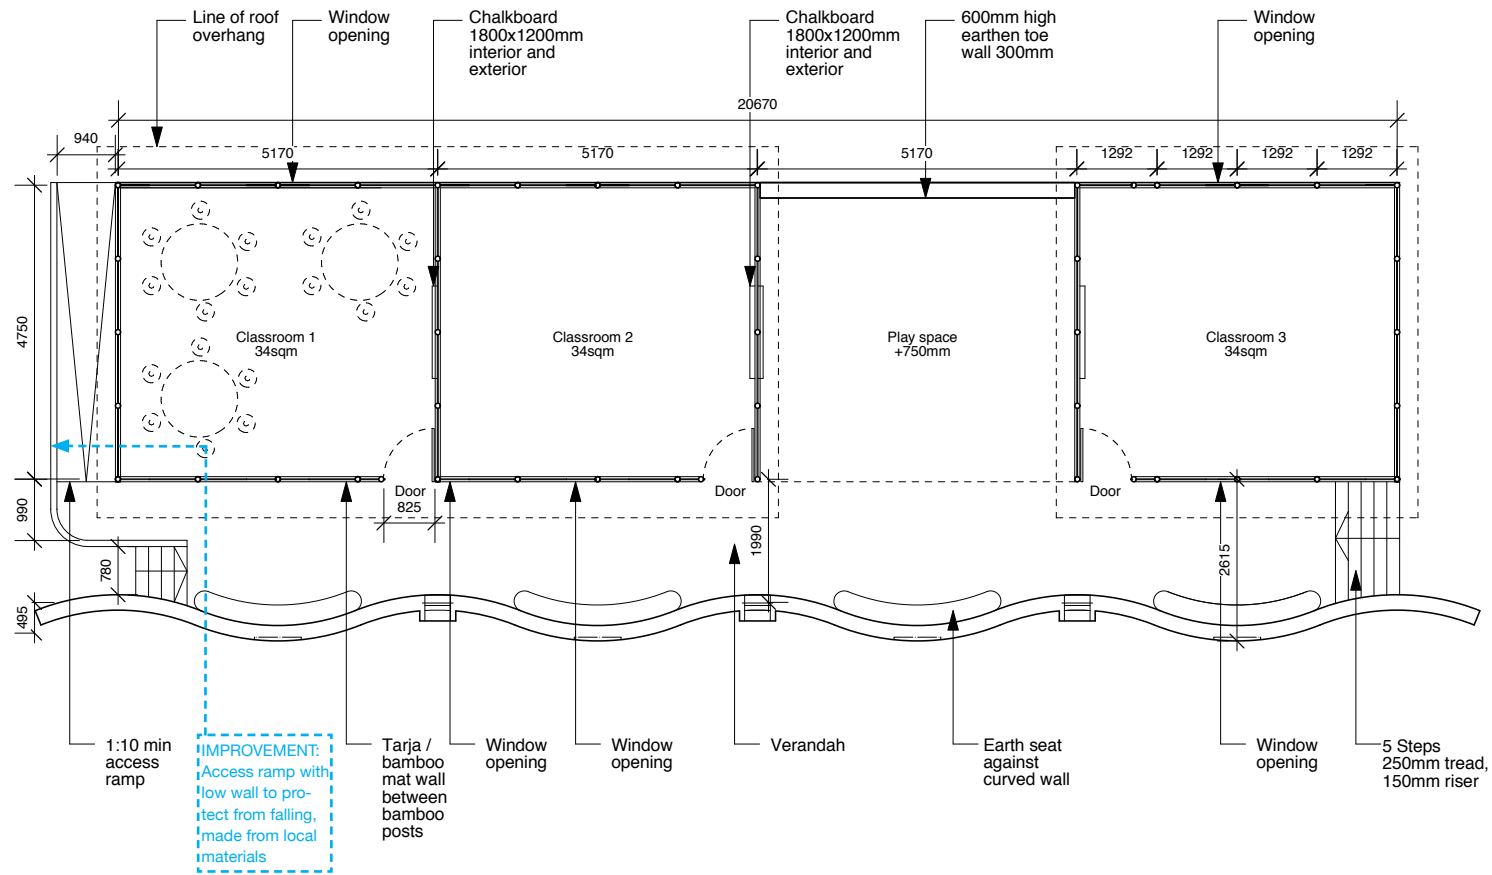 Line of roof
overhang
Window
opening
Chalkboard
1800x1200mm
interior and
exterior
Chalkboard
1800x1200mm
interior and
exterior
600mm high
earthen toe
wall 300mm
Window
opening
20670
940
5170
5170
5170
1292
1292
1292
1292
4750
Classroom 1
34sqm
Classroom 2
34sqm
Play space
+750mm
Classroom 3
34sqm
990
780
495
Door
825
Door
1990
Door
2615
1:10 min
access
ramp
IMPROVEMENT:
Access ramp with
low wall to pro-
tect from falling,
made from local
materials
Tarja /
bamboo
mat wall
between
bamboo
posts
Window
opening
Window
opening
Verandah
Earth seat
against
curved wall
Window
opening
5 Steps
250mm tread,
150mm riser